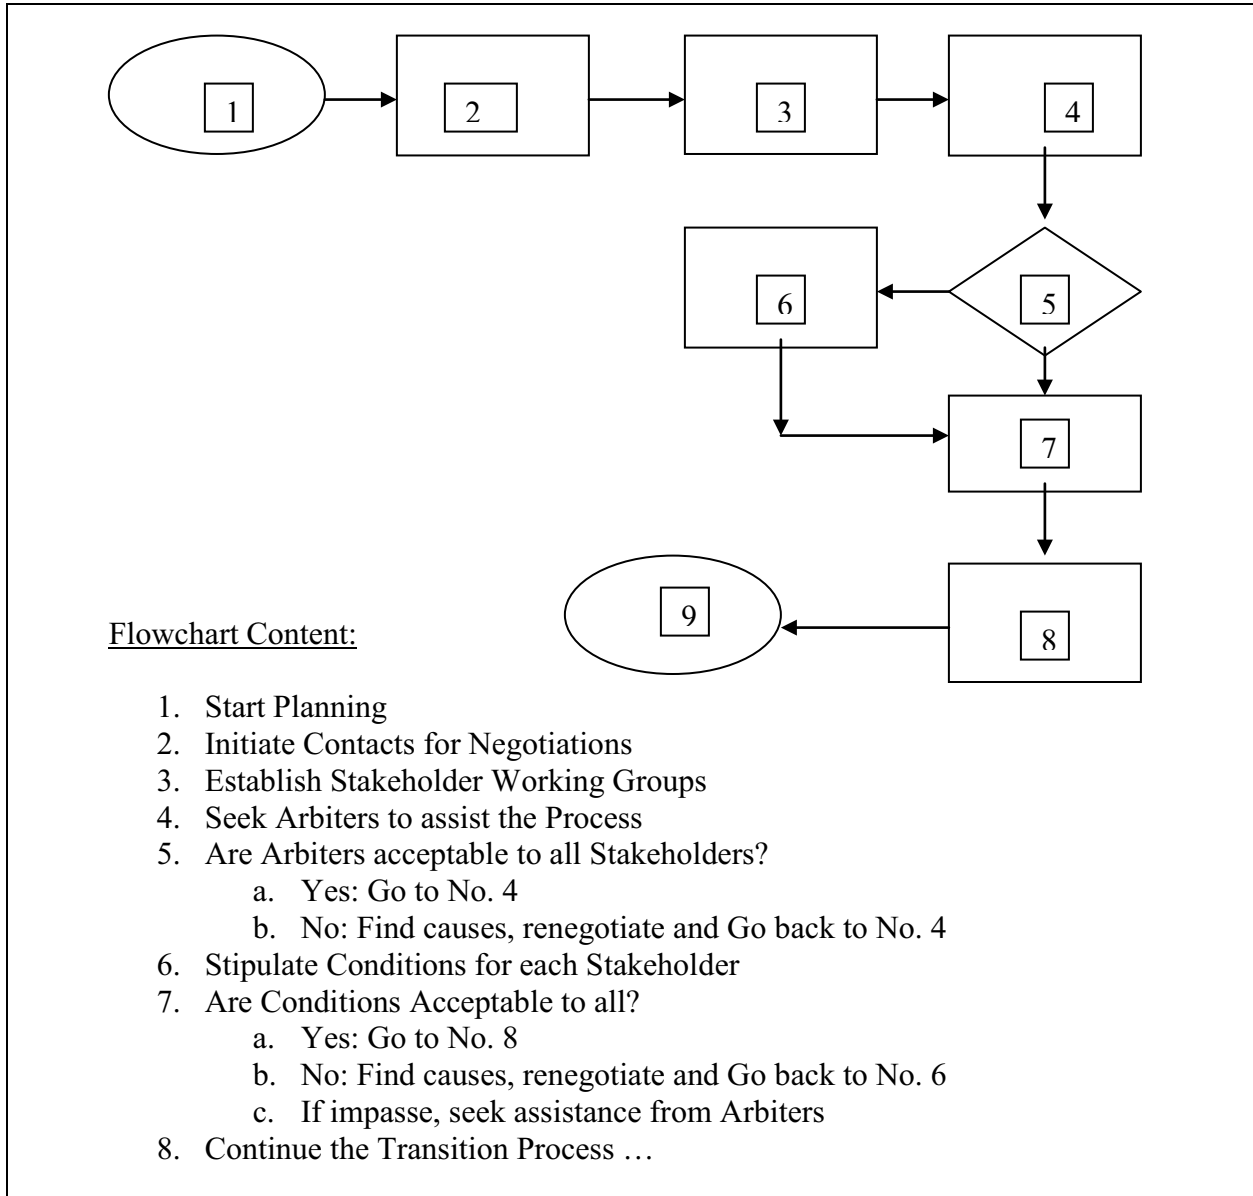 1
2
3
4
6
5
7
9
8
Flowchart Content:
1. Start Planning
2. Initiate Contacts for Negotiations
3. Establish Stakeholder Working Groups
4. Seek Arbiters to assist the Process
5. Are Arbiters acceptable to all Stakeholders?
a. Yes: Go to No. 4
b. No: Find causes, renegotiate and Go back to No. 4
6. Stipulate Conditions for each Stakeholder
7. Are Conditions Acceptable to all?
a. Yes: Go to No. 8
b. No: Find causes, renegotiate and Go back to No. 6
c. If impasse, seek assistance from Arbiters
8. Continue the Transition Process …